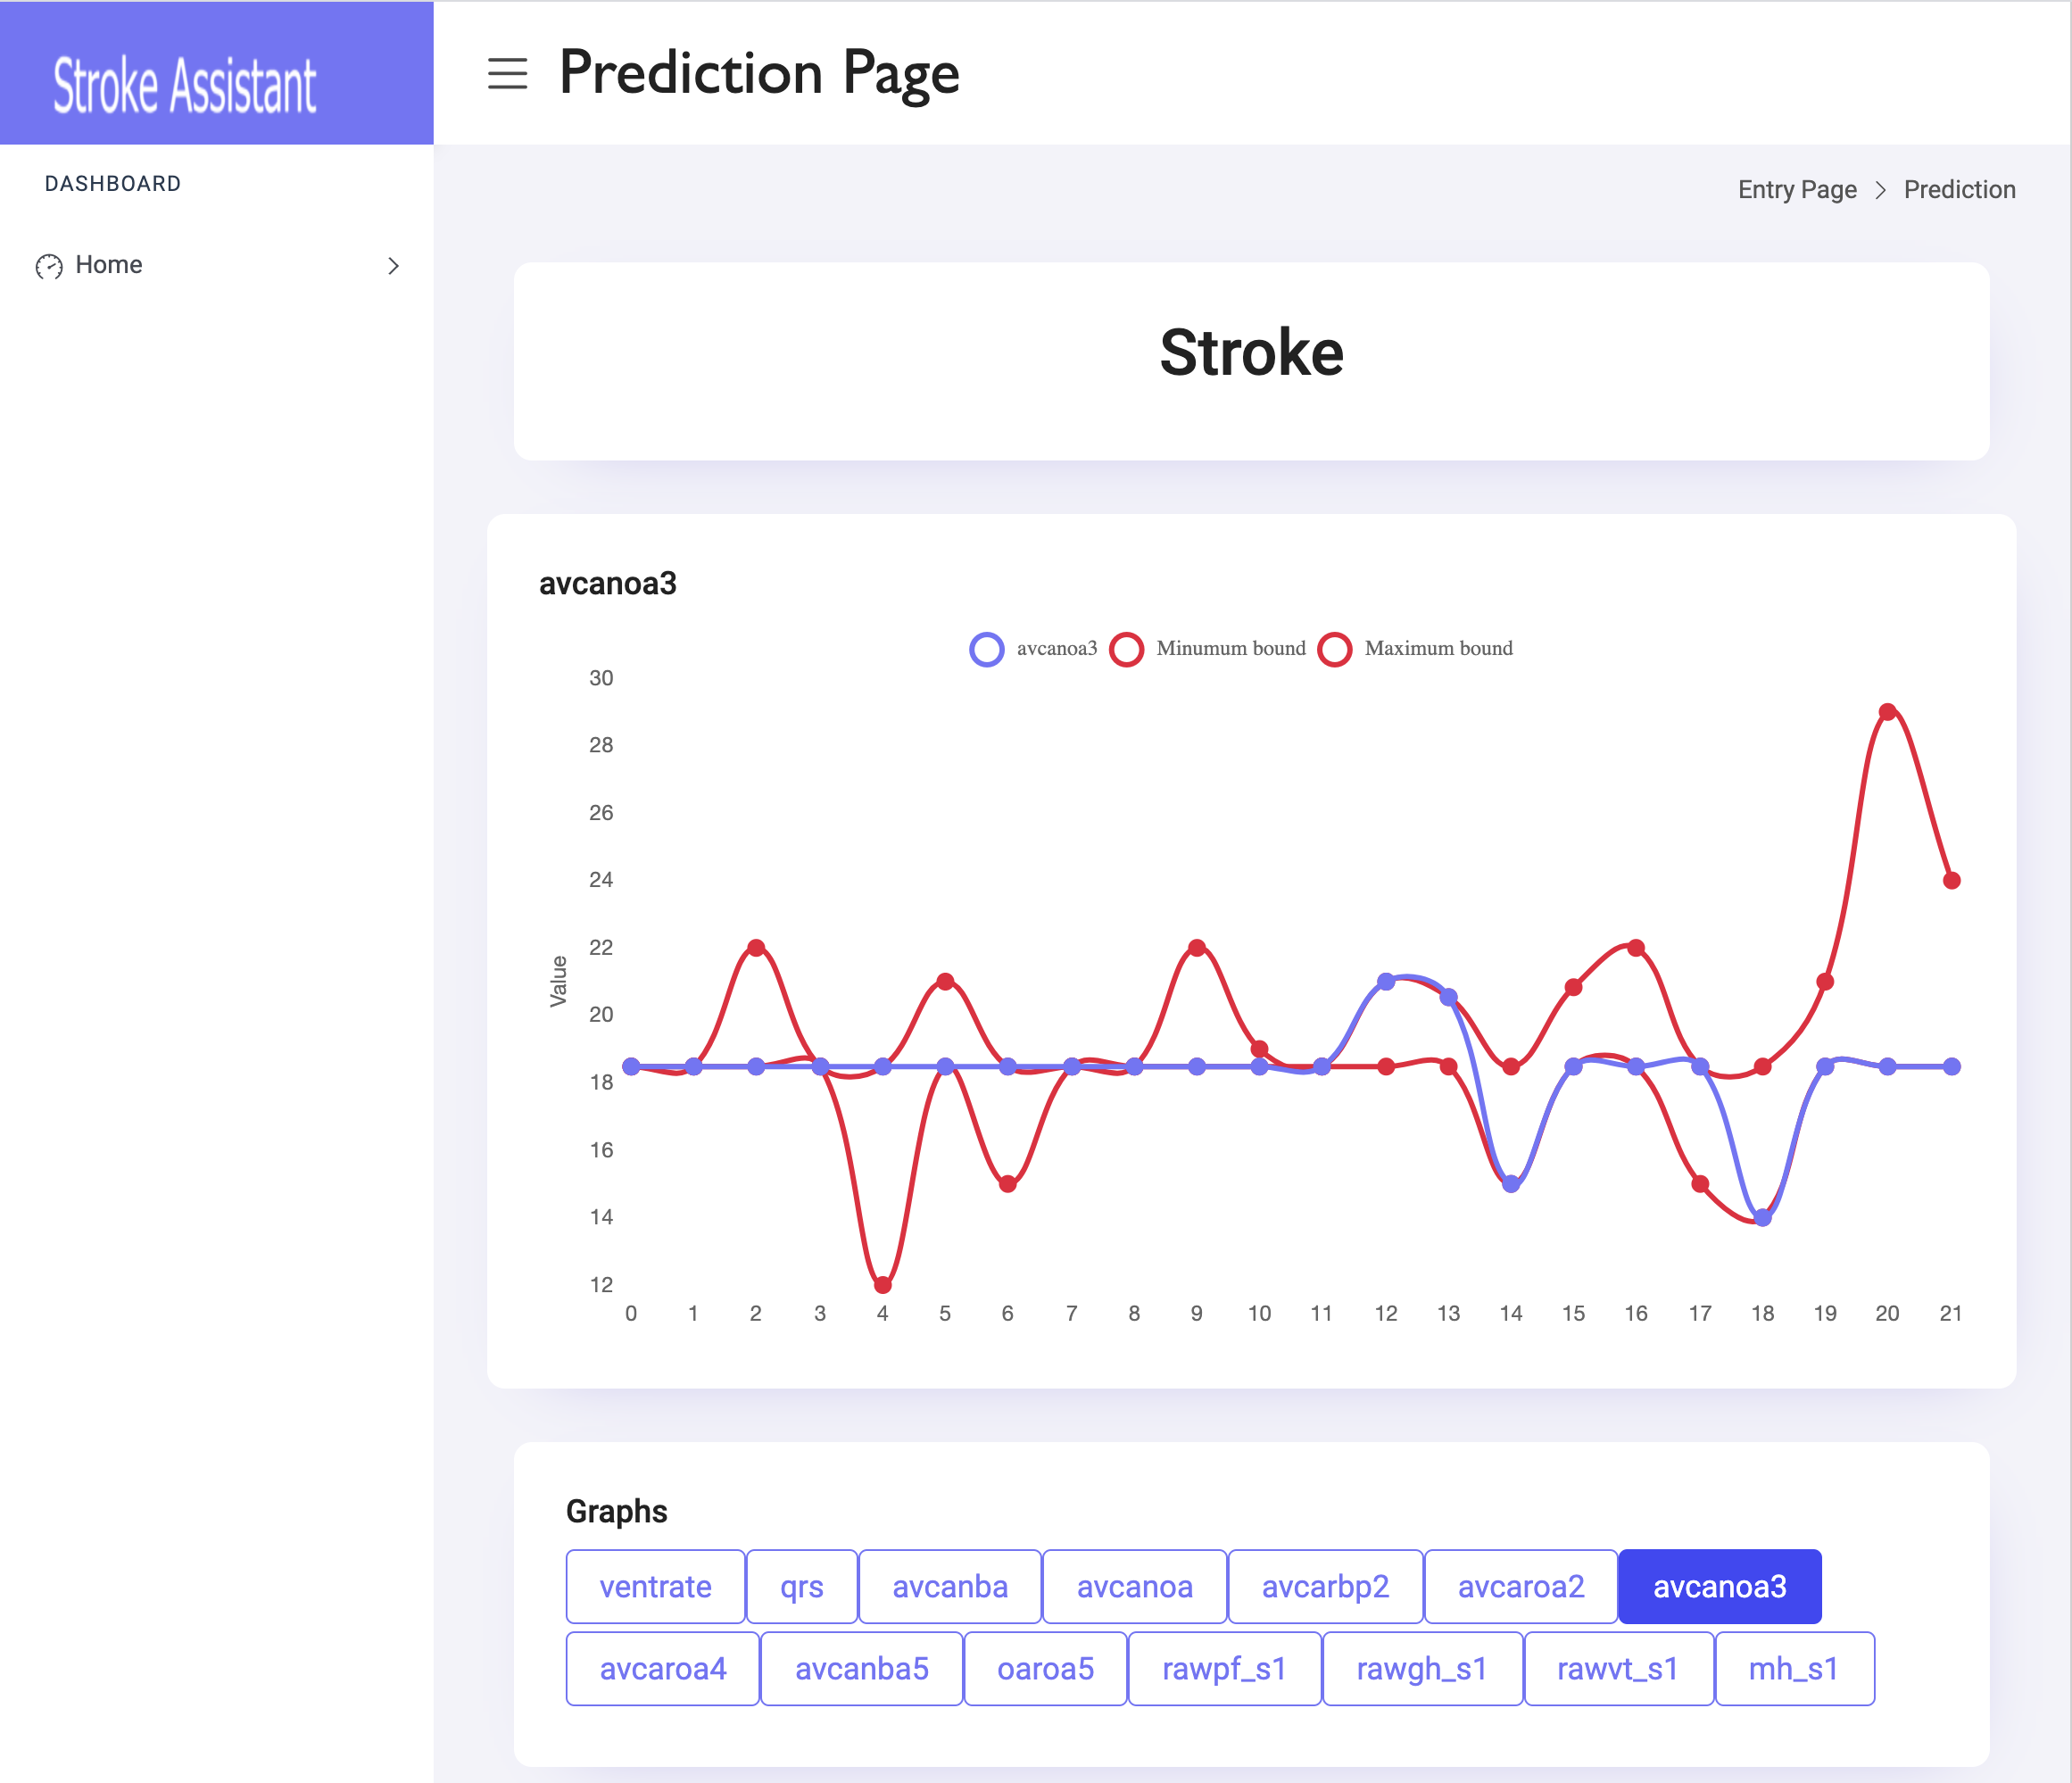 Stroke Assistant
Prediction Page
DASHBOARD
Entry Page > Prediction
Home
Stroke
avcanoa3
avcanoa3 Minumum bound Maximum bound
30
28
26
24
22
20
18
16
14
12
Value
0 1 2 3 4 5 6 7 8 9 10 11 12 13 14 15 16 17 18 19 20 21
Graphs
ventrate qrs avcanba avcanoa avcarbp2 avcaroa2 avcanoa3
avcaroa4 avcanba5 oaroa5 rawpf_s1 rawgh_s1 rawvt_s1 mh_s1